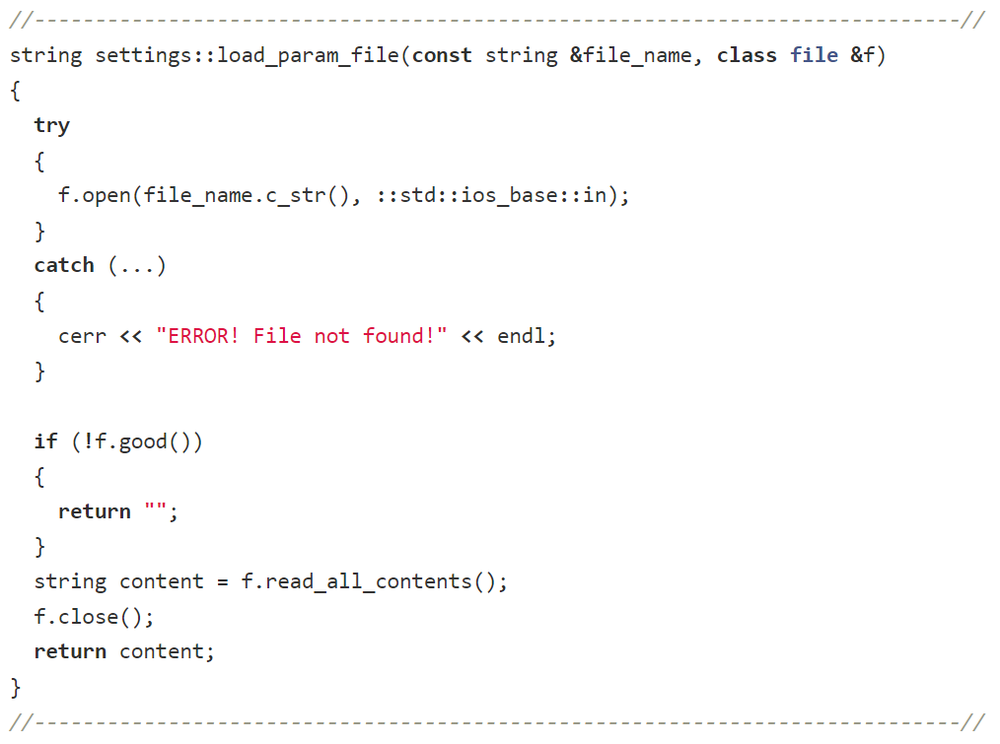 //----------------------------------------------------------------------------//
string settings::load_param_file(const string &file_name, class file &f)
{
  try
  {
    f.open(file_name.c_str(), ::std::ios_base::in);
  }
  catch (...)
  {
    cerr << "ERROR! File not found!" << endl;
  }

  if (!f.good())
  {
    return "";
  }
  string content = f.read_all_contents();
  f.close();
  return content;
}
//----------------------------------------------------------------------------//